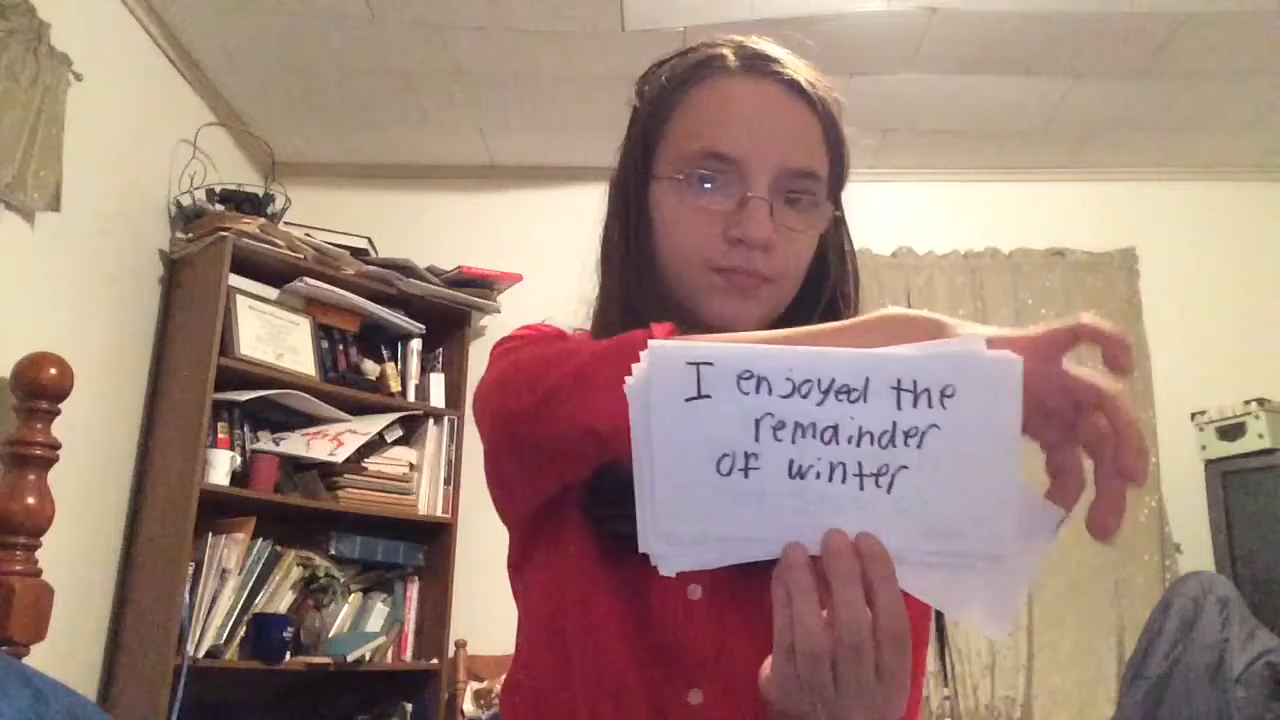 I enjoyed the
remainder
of winter